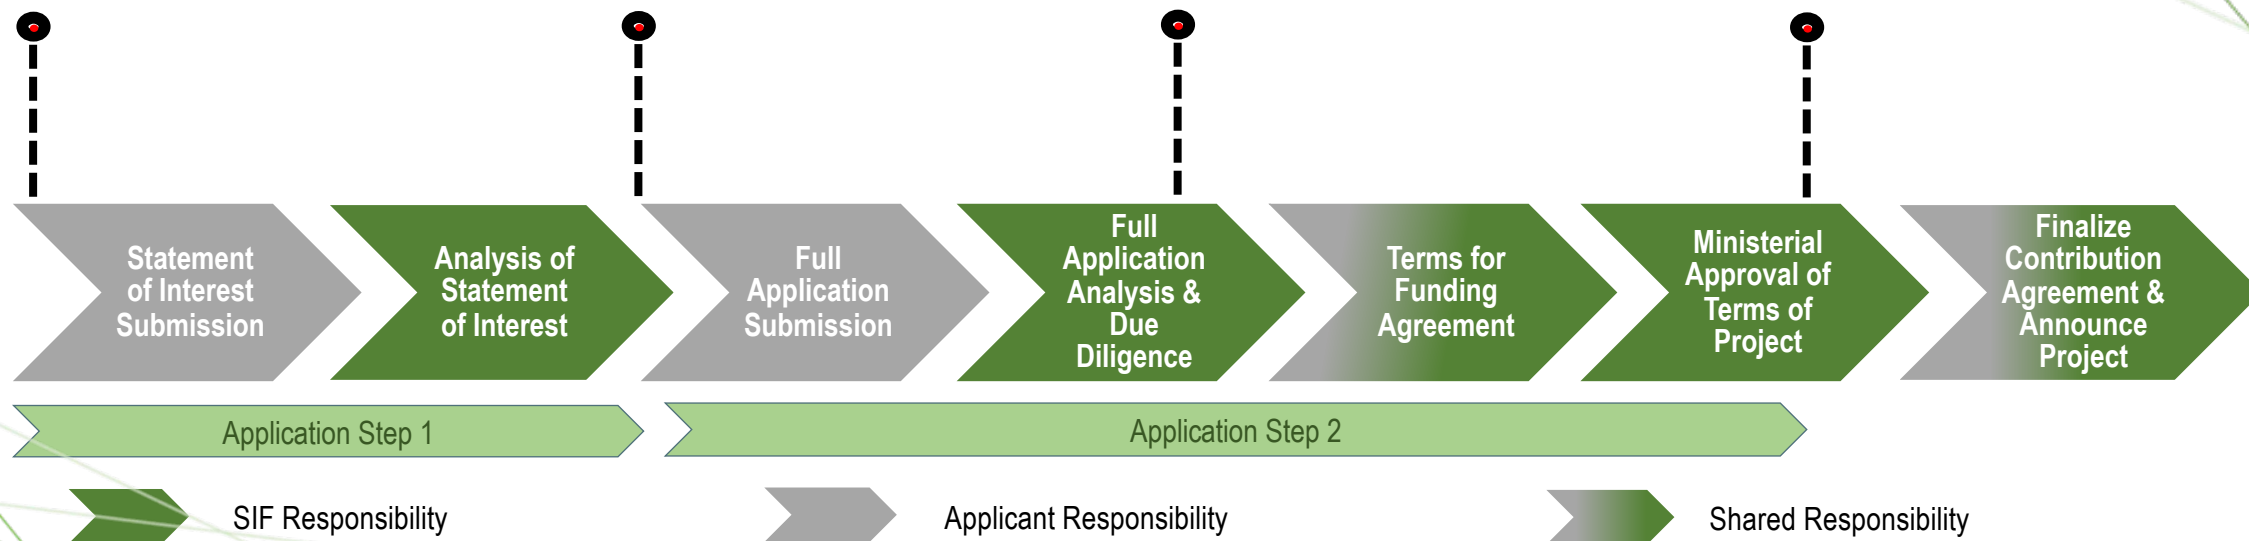 Statement
of Interest
Submission
Analysis of
Statement
of Interest
Full
Application
Submission
Full
Application
Analysis &
Due
Diligence
Terms for
Funding
Agreement
Ministerial
Approval of
Terms of
Project
Finalize
Contribution
Agreement &
Announce
Project
Application Step 1
Application Step 2
SIF Responsibility
Applicant Responsibility
Shared Responsibility